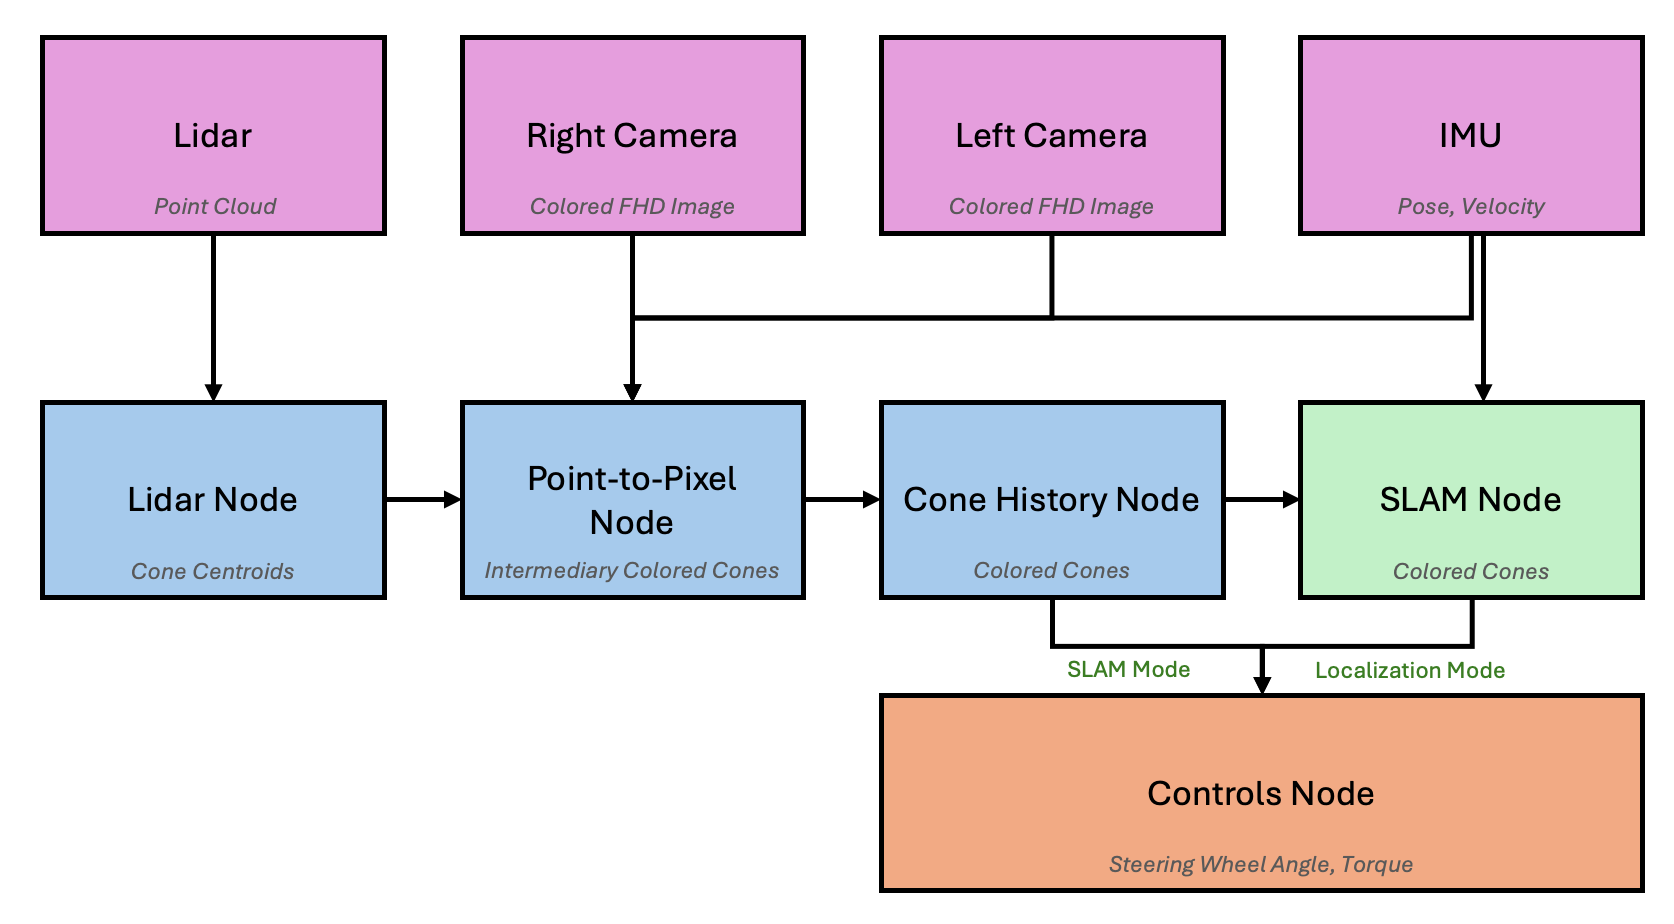 Lidar
Point Cloud
Right Camera
Colored FHD Image
Left Camera
Colored FHD Image
IMU
Pose, Velocity
Lidar Node
Cone Centroids
Point-to-Pixel
Node
Intermediary Colored Cones
Cone History Node
Colored Cones
SLAM Node
Colored Cones
SLAM Mode
Localization Mode
Controls Node
Steering Wheel Angle, Torque